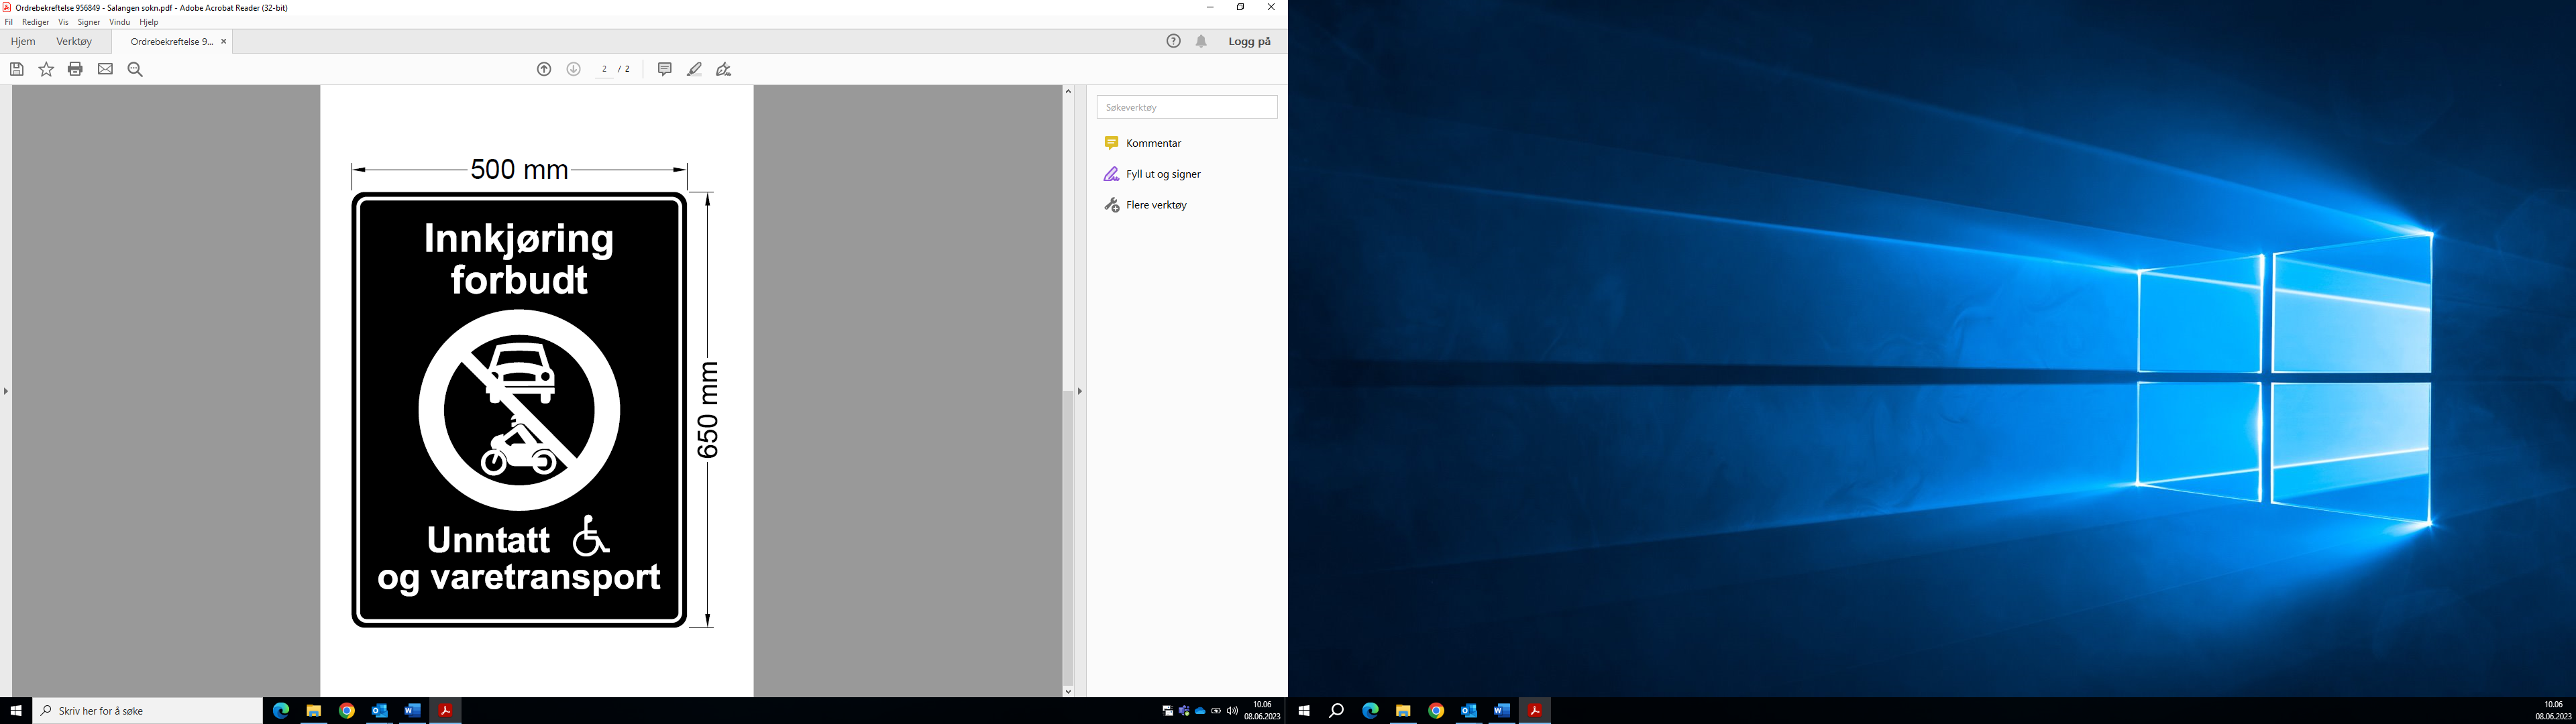 Ordrebekreftelse 956849 - Salangen sokn.pdf - Adobe Acrobat Reader (32-bit)
Fil Rediger Vis Signer Vindu Hjelp
Hjem Verktøy Ordrebekreftelse 9... × Logg på
2 / 2
Søkeverktøy
Kommentar
Fyll ut og signer
Flere verktøy
500 mm
650 mm
Innkjøring
forbudt
Unntatt
og varetransport
Skriv her for å søke
10.06
08.06.2023
10.06
08.06.2023